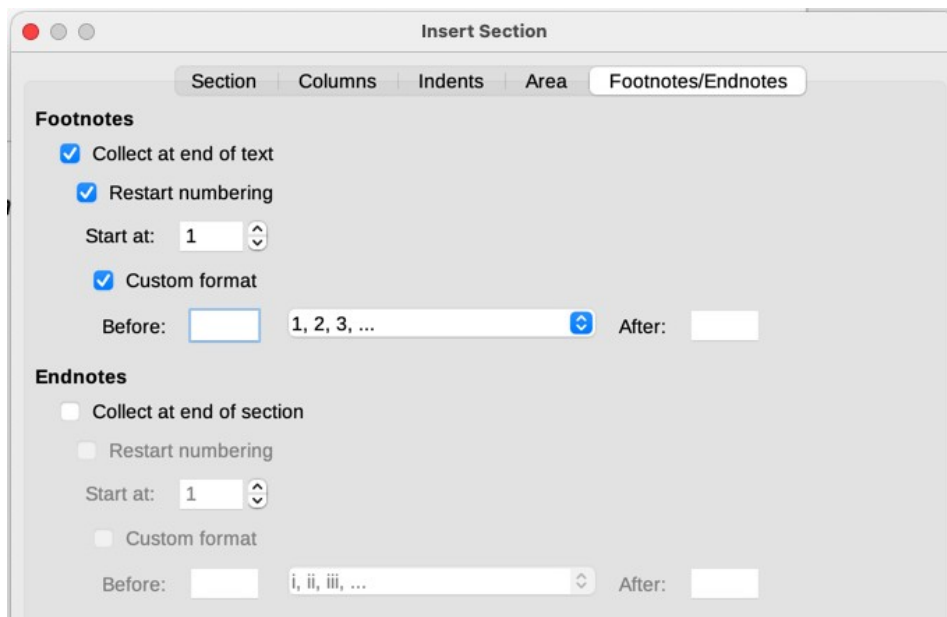 Insert Section
Section Columns Indents Area Footnotes/Endnotes
Footnotes
Collect at end of text
Restart numbering
Start at: 1
Custom format
Before: 1, 2, 3, ... After:
Endnotes
Collect at end of section
Restart numbering
Start at: 1
Custom format
Before: i, ii, iii, ... After: